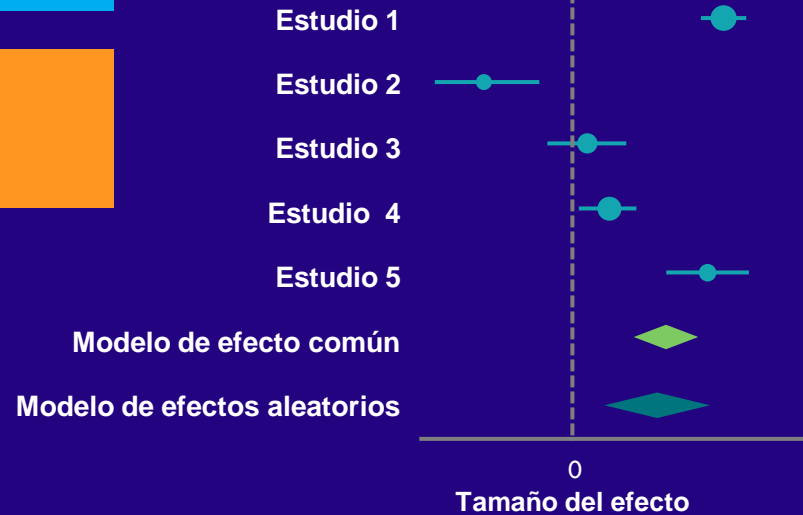 Estudio 1
Estudio 2
Estudio 3
Estudio 4
Estudio 5
Modelo de efecto común
Modelo de efectos aleatorios
0
Tamaño del efecto